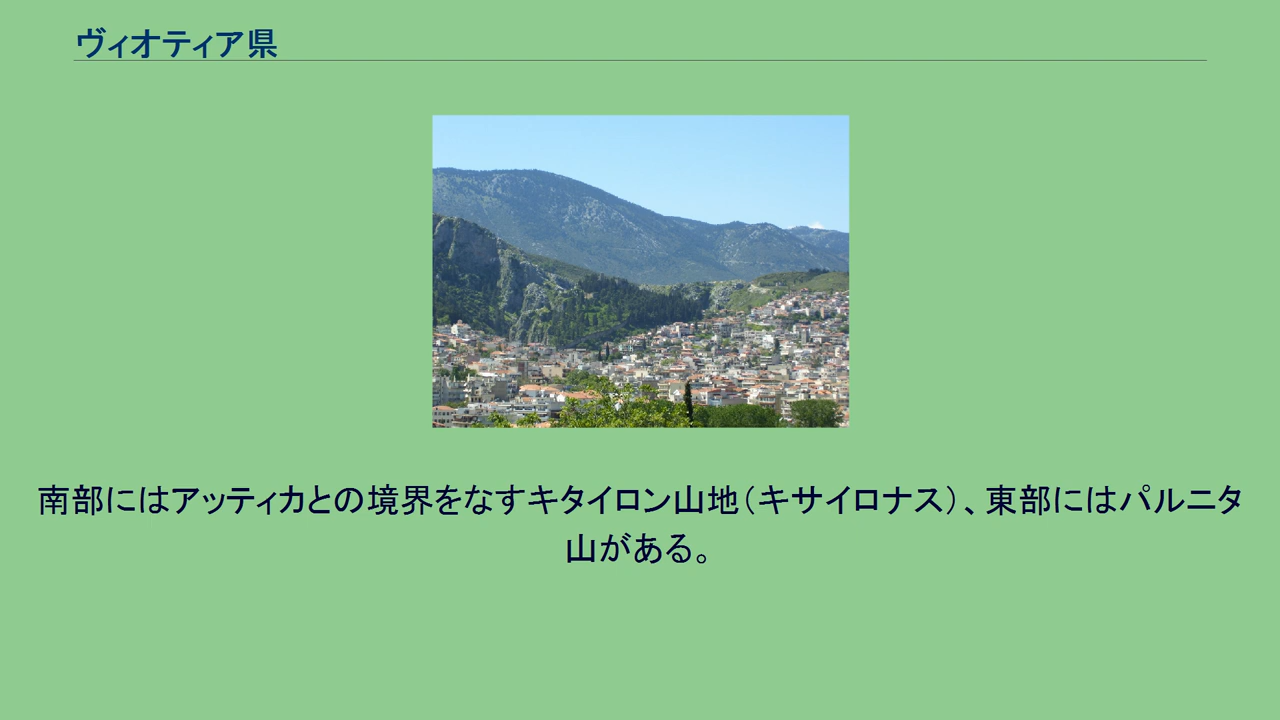 ヴィオティア県
南部にはアッティカとの境界をなすキタイロン山地（キサイロナス）、東部にはパルニタ
山がある。